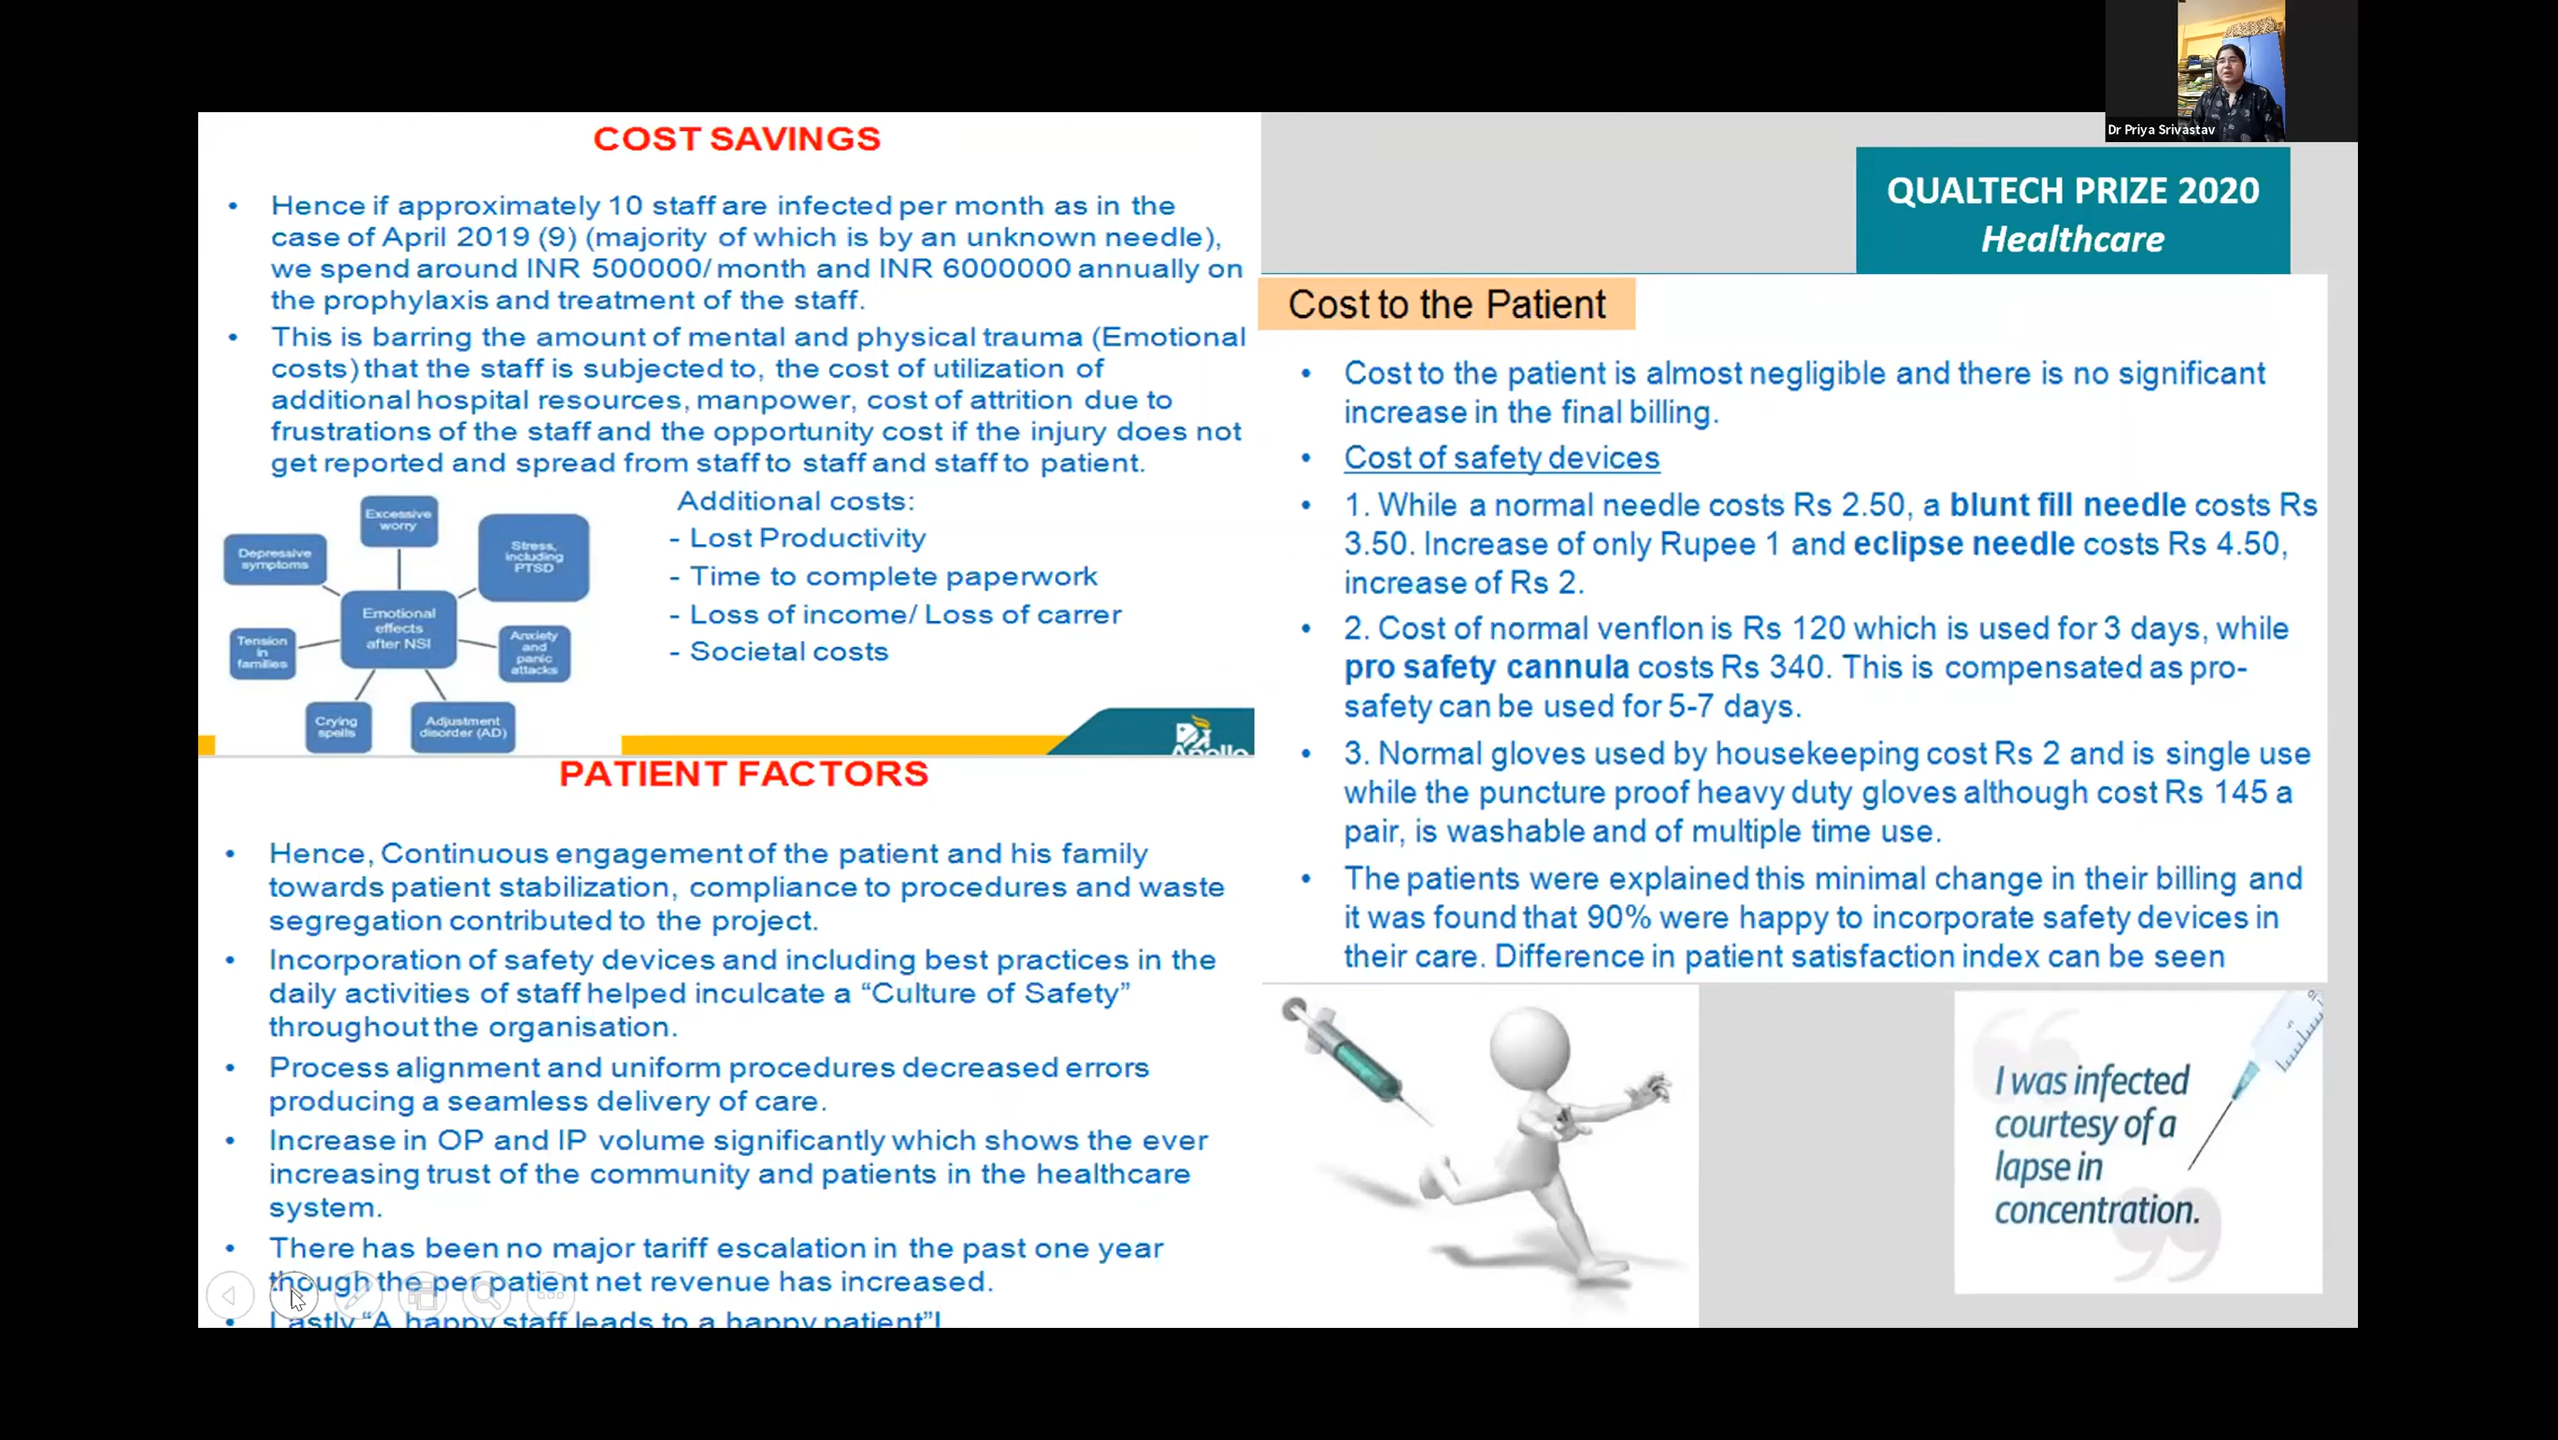 Dr Priya Srivastav
COST SAVINGS
• Hence if approximately 10 staff are infected per month as in the
case of April 2019 (9) (majority of which is by an unknown needle),
we spend around INR 500000/ month and INR 6000000 annually on
the prophylaxis and treatment of the staff.
• This is barring the amount of mental and physical trauma (Emotional
costs) that the staff is subjected to, the cost of utilization of
additional hospital resources, manpower, cost of attrition due to
frustrations of the staff and the opportunity cost if the injury does not
get reported and spread from staff to staff and staff to patient.
Excessive
worry
Depressive
symptoms
Stress,
including
PTSD
Emotional
effects
after NSI
Tension
in
families
Anxiety
and
panic
attacks
Crying
spells
Adjustment
disorder (AD)
Additional costs:
- Lost Productivity
- Time to complete paperwork
- Loss of income/ Loss of carrer
- Societal costs
Apollo
PATIENT FACTORS
• Hence, Continuous engagement of the patient and his family
towards patient stabilization, compliance to procedures and waste
segregation contributed to the project.
• Incorporation of safety devices and including best practices in the
daily activities of staff helped inculcate a “Culture of Safety”
throughout the organisation.
• Process alignment and uniform procedures decreased errors
producing a seamless delivery of care.
• Increase in OP and IP volume significantly which shows the ever
increasing trust of the community and patients in the healthcare
system.
• There has been no major tariff escalation in the past one year
though the per patient net revenue has increased.
• Lastly “A happy staff leads to a happy patient”!
QUALTECH PRIZE 2020
Healthcare
Cost to the Patient
• Cost to the patient is almost negligible and there is no significant
increase in the final billing.
• Cost of safety devices
• 1. While a normal needle costs Rs 2.50, a blunt fill needle costs Rs
3.50. Increase of only Rupee 1 and eclipse needle costs Rs 4.50,
increase of Rs 2.
• 2. Cost of normal venflon is Rs 120 which is used for 3 days, while
pro safety cannula costs Rs 340. This is compensated as pro-
safety can be used for 5-7 days.
• 3. Normal gloves used by housekeeping cost Rs 2 and is single use
while the puncture proof heavy duty gloves although cost Rs 145 a
pair, is washable and of multiple time use.
• The patients were explained this minimal change in their billing and
it was found that 90% were happy to incorporate safety devices in
their care. Difference in patient satisfaction index can be seen
“
I was infected
courtesy of a
lapse in
concentration.
”